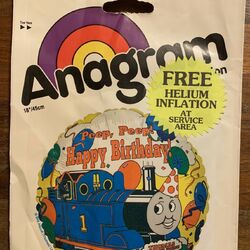 Anagram
FREE
HELIUM
INFLATION
AT
SERVICE
AREA
18"/45cm
Peep, Peep,
Happy Birthday!
1